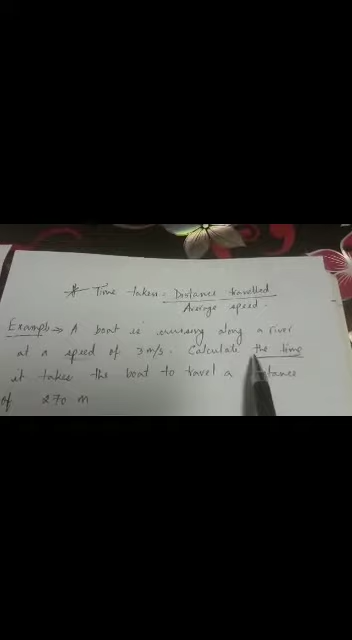 * Time taken = Distance travelled
Average speed.
Example => A boat is cruising along a river
at a speed of 3 m/s. Calculate the time
it takes the boat to travel a distance
of 270 m